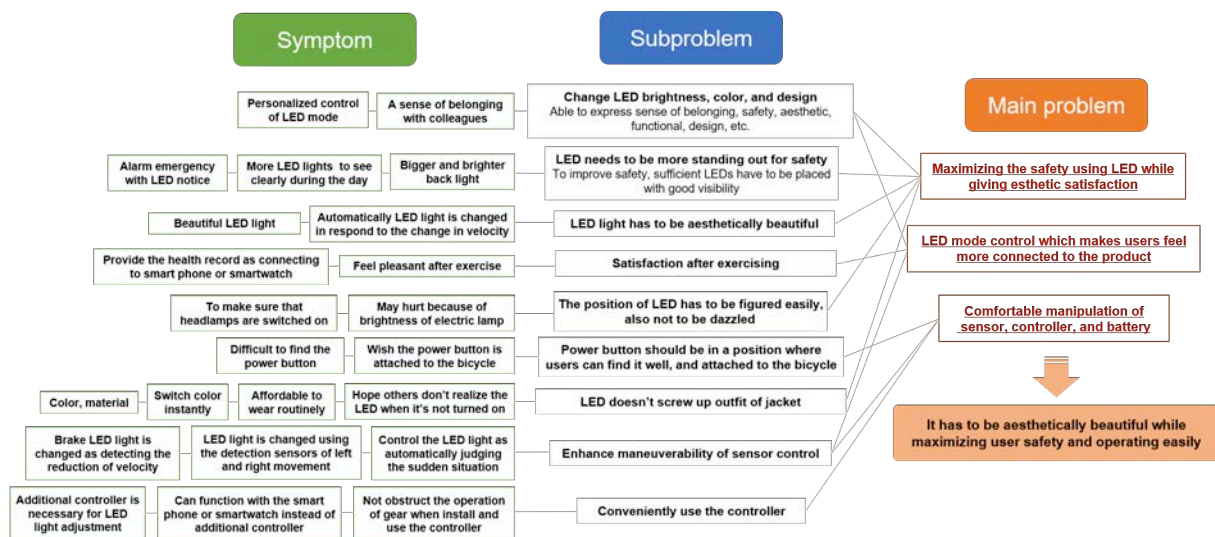 Symptom
Subproblem
Main problem
Personalized control
of LED mode
A sense of belonging
with colleagues
Change LED brightness, color, and design
Able to express sense of belonging, safety, aesthetic,
functional, design, etc.
Alarm emergency
with LED notice
More LED lights to see
clearly during the day
Bigger and brighter
back light
LED needs to be more standing out for safety
To improve safety, sufficient LEDs have to be placed
with good visibility
Beautiful LED light
Automatically LED light is changed
in respond to the change in velocity
LED light has to be aesthetically beautiful
Provide the health record as connecting
to smart phone or smartwatch
Feel pleasant after exercise
Satisfaction after exercising
To make sure that
headlamps are switched on
May hurt because of
brightness of electric lamp
The position of LED has to be figured easily,
also not to be dazzled
Difficult to find the
power button
Wish the power button is
attached to the bicycle
Power button should be in a position where
users can find it well, and attached to the bicycle
Color, material
Switch color
instantly
Affordable to
wear routinely
Hope others don't realize the
LED when it's not turned on
LED doesn't screw up outfit of jacket
Brake LED light is
changed as detecting the
reduction of velocity
LED light is changed using
the detection sensors of left
and right movement
Control the LED light as
automatically judging
the sudden situation
Enhance maneuverability of sensor control
Additional controller is
necessary for LED
light adjustment
Can function with the smart
phone or smartwatch instead of
additional controller
Not obstruct the operation
of gear when install and
use the controller
Conveniently use the controller
Maximizing the safety using LED while
giving esthetic satisfaction
LED mode control which makes users feel
more connected to the product
Comfortable manipulation of
sensor, controller, and battery
It has to be aesthetically beautiful while
maximizing user safety and operating easily